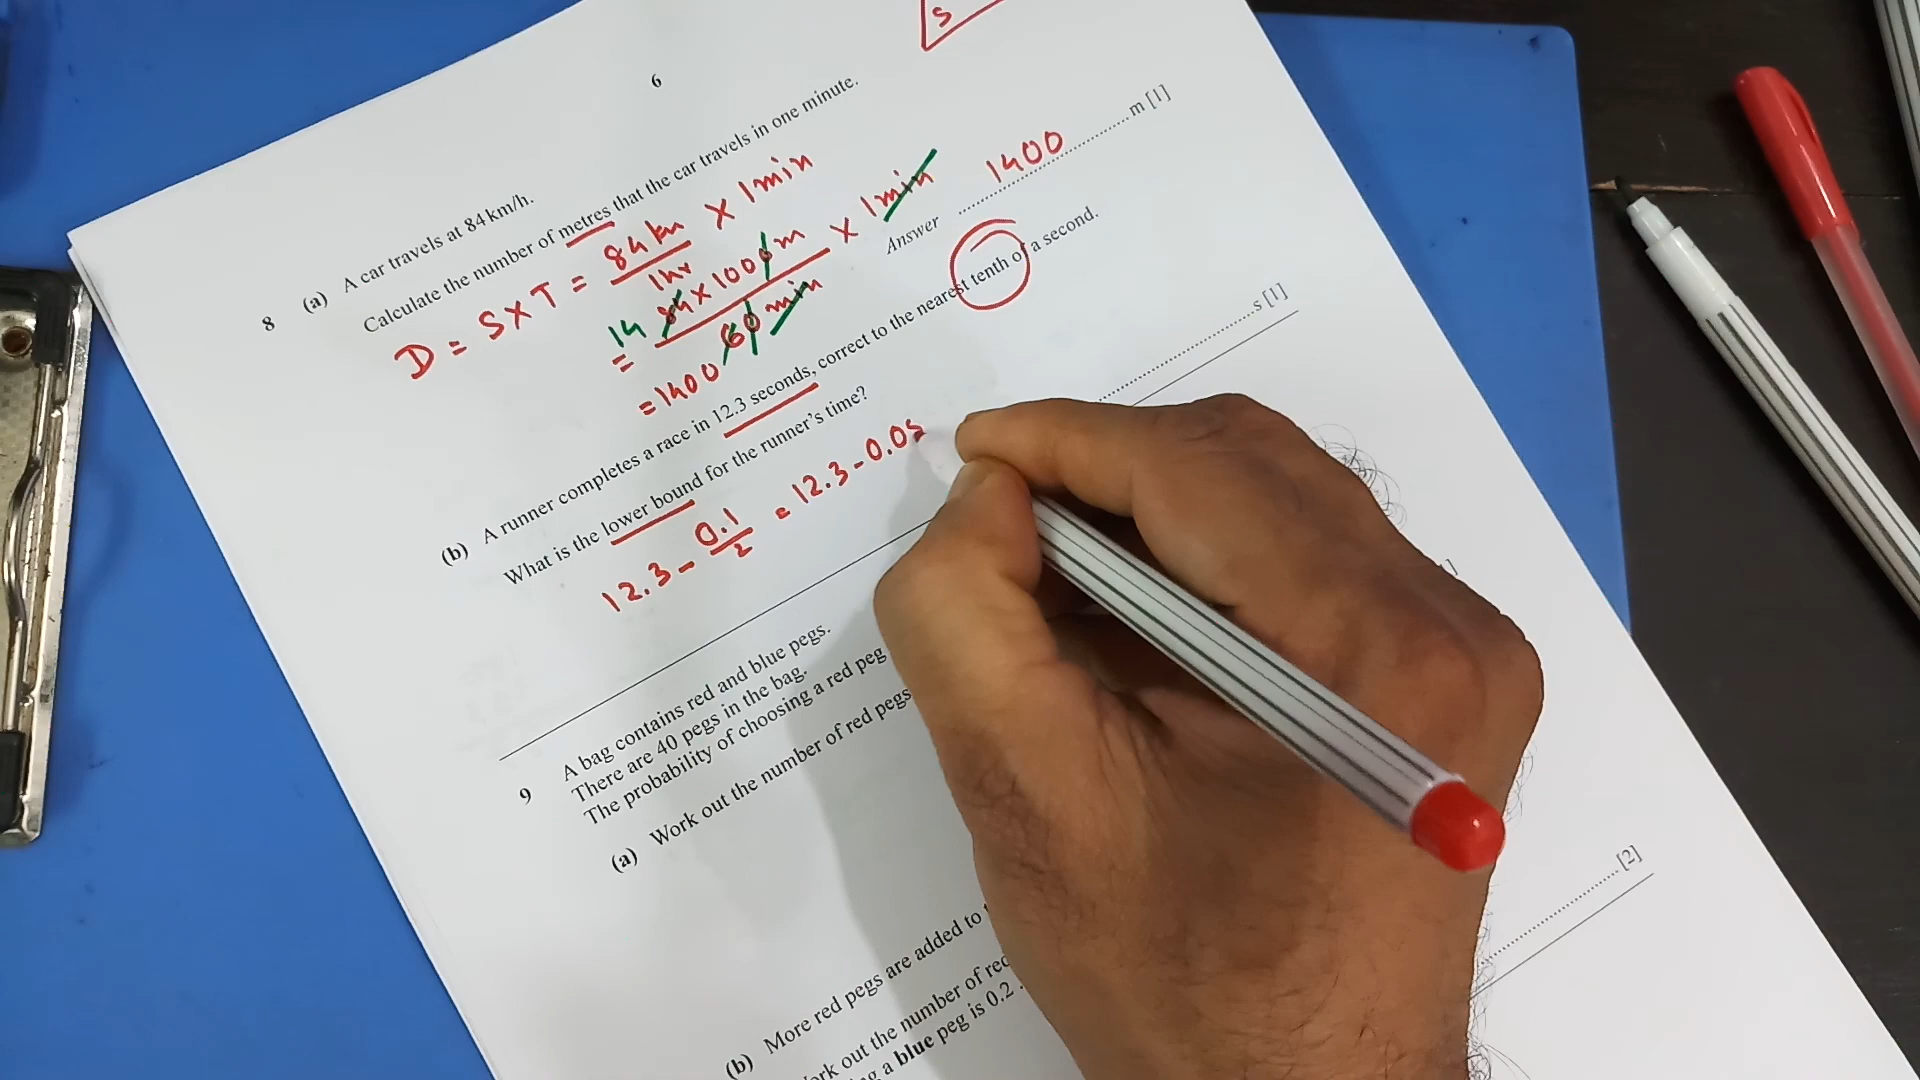 S
6
8 (a) A car travels at 84 km/h.
Calculate the number of metres that the car travels in one minute.
D = S × T = 84 km / 1 hr × 1 min
= 14 84 × 1000 m / 60 min × 1 min
= 1400
Answer 1400 m [1]
(b) A runner completes a race in 12.3 seconds, correct to the nearest tenth of a second.
What is the lower bound for the runner's time?
12.3 - 0.1/2 = 12.3 - 0.05
s [1]
9 A bag contains red and blue pegs.
There are 40 pegs in the bag.
The probability of choosing a red peg
(a) Work out the number of red pegs
(b) More red pegs are added to
out the number of
a blue peg is 0.2.
[2]